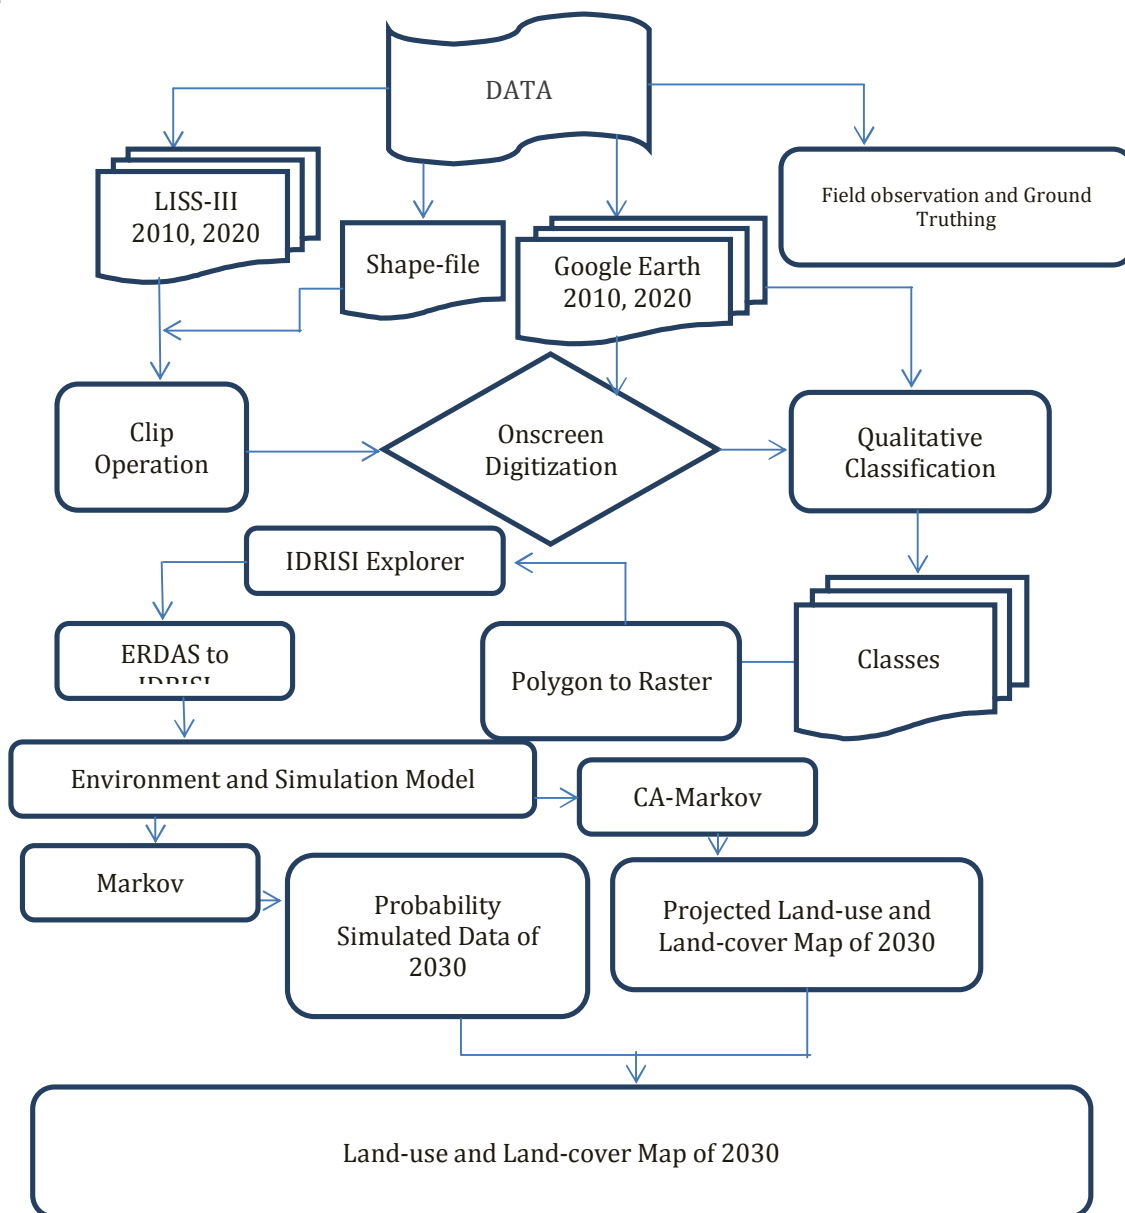 DATA
LISS-III
2010, 2020
Shape-file
Google Earth
2010, 2020
Field observation and Ground
Truthing
Clip
Operation
Onscreen
Digitization
Qualitative
Classification
IDRISI Explorer
ERDAS to
IDRISI
Polygon to Raster
Classes
Environment and Simulation Model
CA-Markov
Markov
Probability
Simulated Data of
2030
Projected Land-use and
Land-cover Map of 2030
Land-use and Land-cover Map of 2030